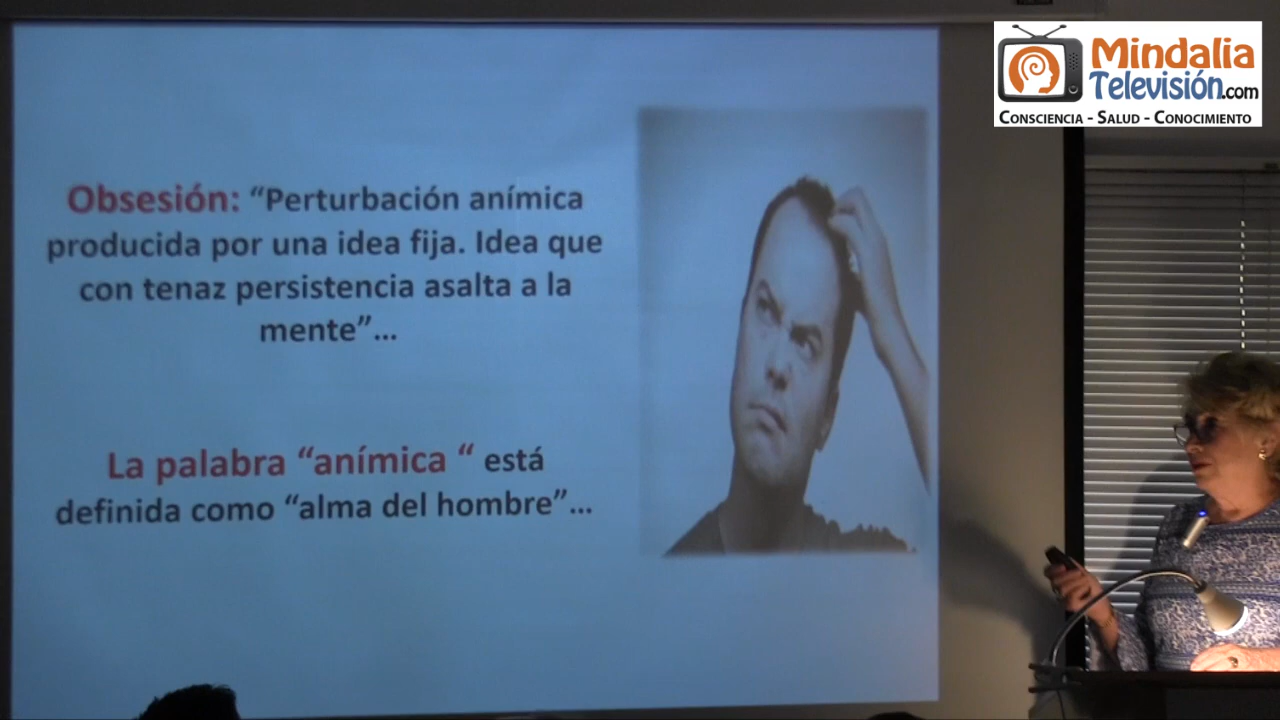 Mindalia
Televisión.com
Consciencia - Salud - Conocimiento
Obsesión: “Perturbación anímica
producida por una idea fija. Idea que
con tenaz persistencia asalta a la
mente”...
La palabra “anímica “ está
definida como “alma del hombre”...